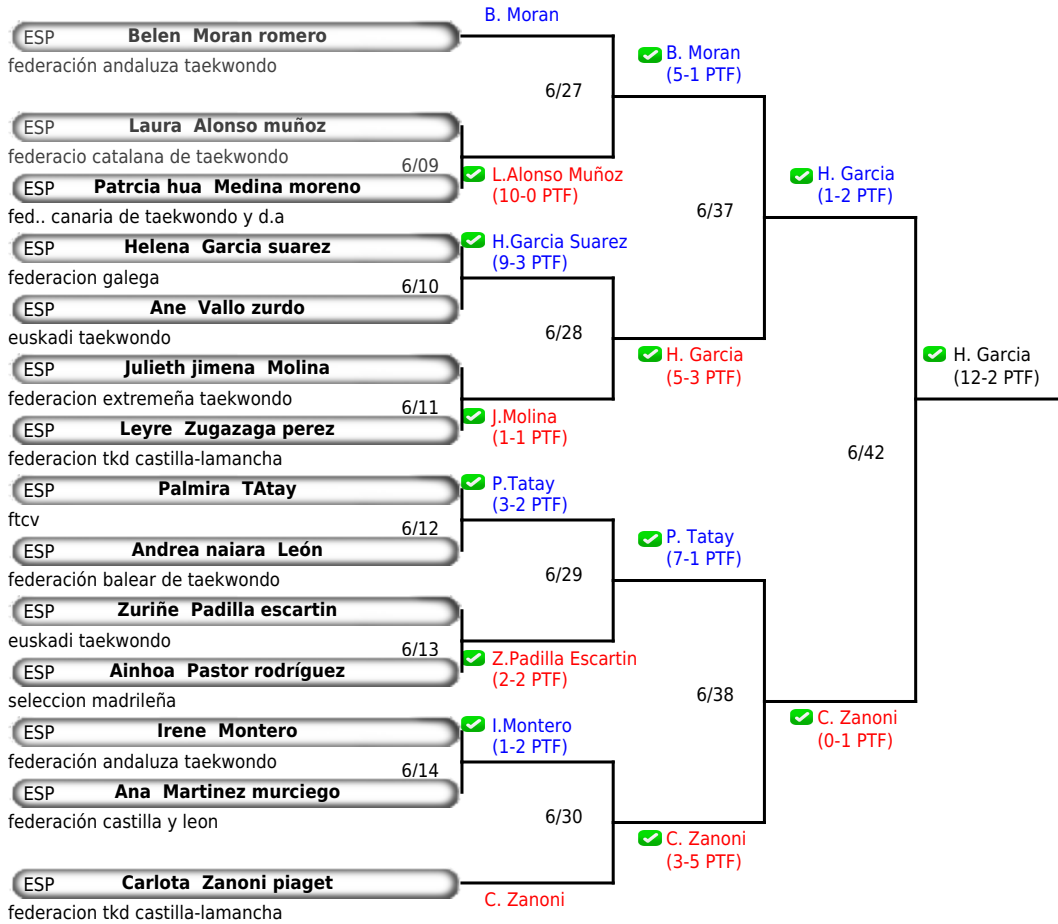 B. Moran
ESP Belen Moran romero
federación andaluza taekwondo
B. Moran
(5-1 PTF)
6/27
ESP Laura Alonso muñoz
federacio catalana de taekwondo
6/09
L.Alonso Muñoz
(10-0 PTF)
ESP Patrcia hua Medina moreno
fed.. canaria de taekwondo y d.a
H. Garcia
(1-2 PTF)
6/37
ESP Helena Garcia suarez
H.Garcia Suarez
(9-3 PTF)
federacion galega
6/10
ESP Ane Vallo zurdo
euskadi taekwondo
6/28
H. Garcia
(5-3 PTF)
H. Garcia
(12-2 PTF)
ESP Julieth jimena Molina
federacion extremeña taekwondo
6/11
J.Molina
(1-1 PTF)
ESP Leyre Zugazaga perez
federacion tkd castilla-lamancha
6/42
ESP Palmira TAtay
P.Tatay
(3-2 PTF)
ftcv
6/12
ESP Andrea naiara León
federación balear de taekwondo
P. Tatay
(7-1 PTF)
6/29
ESP Zuriñe Padilla escartin
euskadi taekwondo
6/13
Z.Padilla Escartin
(2-2 PTF)
ESP Ainhoa Pastor rodríguez
seleccion madrileña
6/38
C. Zanoni
(0-1 PTF)
ESP Irene Montero
I.Montero
(1-2 PTF)
federación andaluza taekwondo
6/14
ESP Ana Martinez murciego
federación castilla y leon
6/30
C. Zanoni
(3-5 PTF)
ESP Carlota Zanoni piaget
C. Zanoni
federacion tkd castilla-lamancha